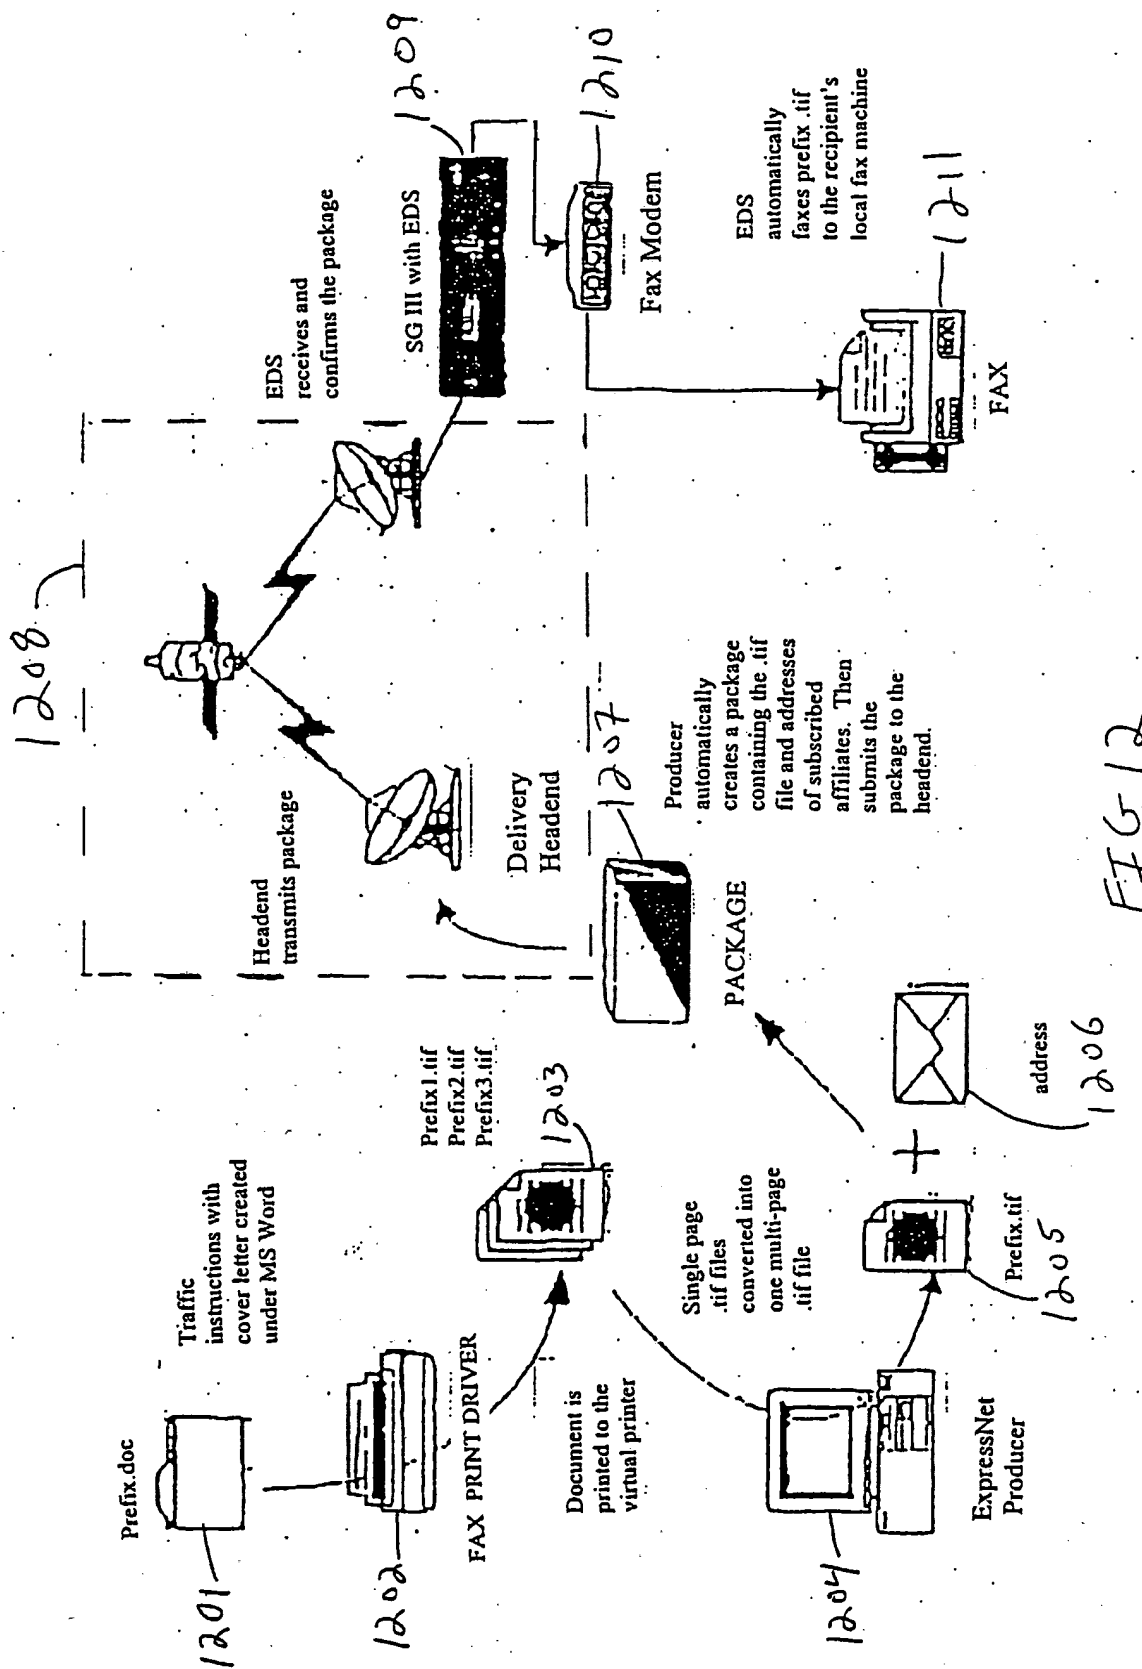 1208
Headend
transmits package
Delivery
Headend
EDS
receives and
confirms the package
SG III with EDS
1209
Fax Modem
1210
EDS
automatically
faxes prefix .tif
to the recipient's
local fax machine
1211
FAX
Prefix.doc
1201
Traffic
instructions with
cover letter created
under MS Word
1202
FAX PRINT DRIVER
Document is
printed to the
virtual printer
Prefix1.tif
Prefix2.tif
Prefix3.tif
1203
Single page
.tif files
converted into
one multi-page
.tif file
1204
ExpressNet
Producer
Prefix.tif
1205
+
address
1206
PACKAGE
1207
Producer
automatically
creates a package
containing the .tif
file and addresses
of subscribed
affiliates. Then
submits the
package to the
headend.
FIG 12